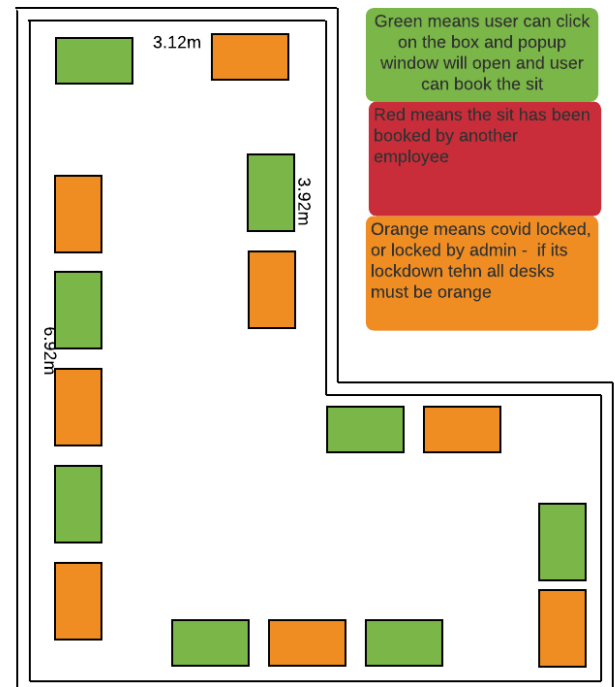 3.12m
Green means user can click
on the box and popup
window will open and user
can book the sit
Red means the sit has been
booked by another
employee
3.92m
Orange means covid locked,
or locked by admin - if its
lockdown tehn all desks
must be orange
6.92m